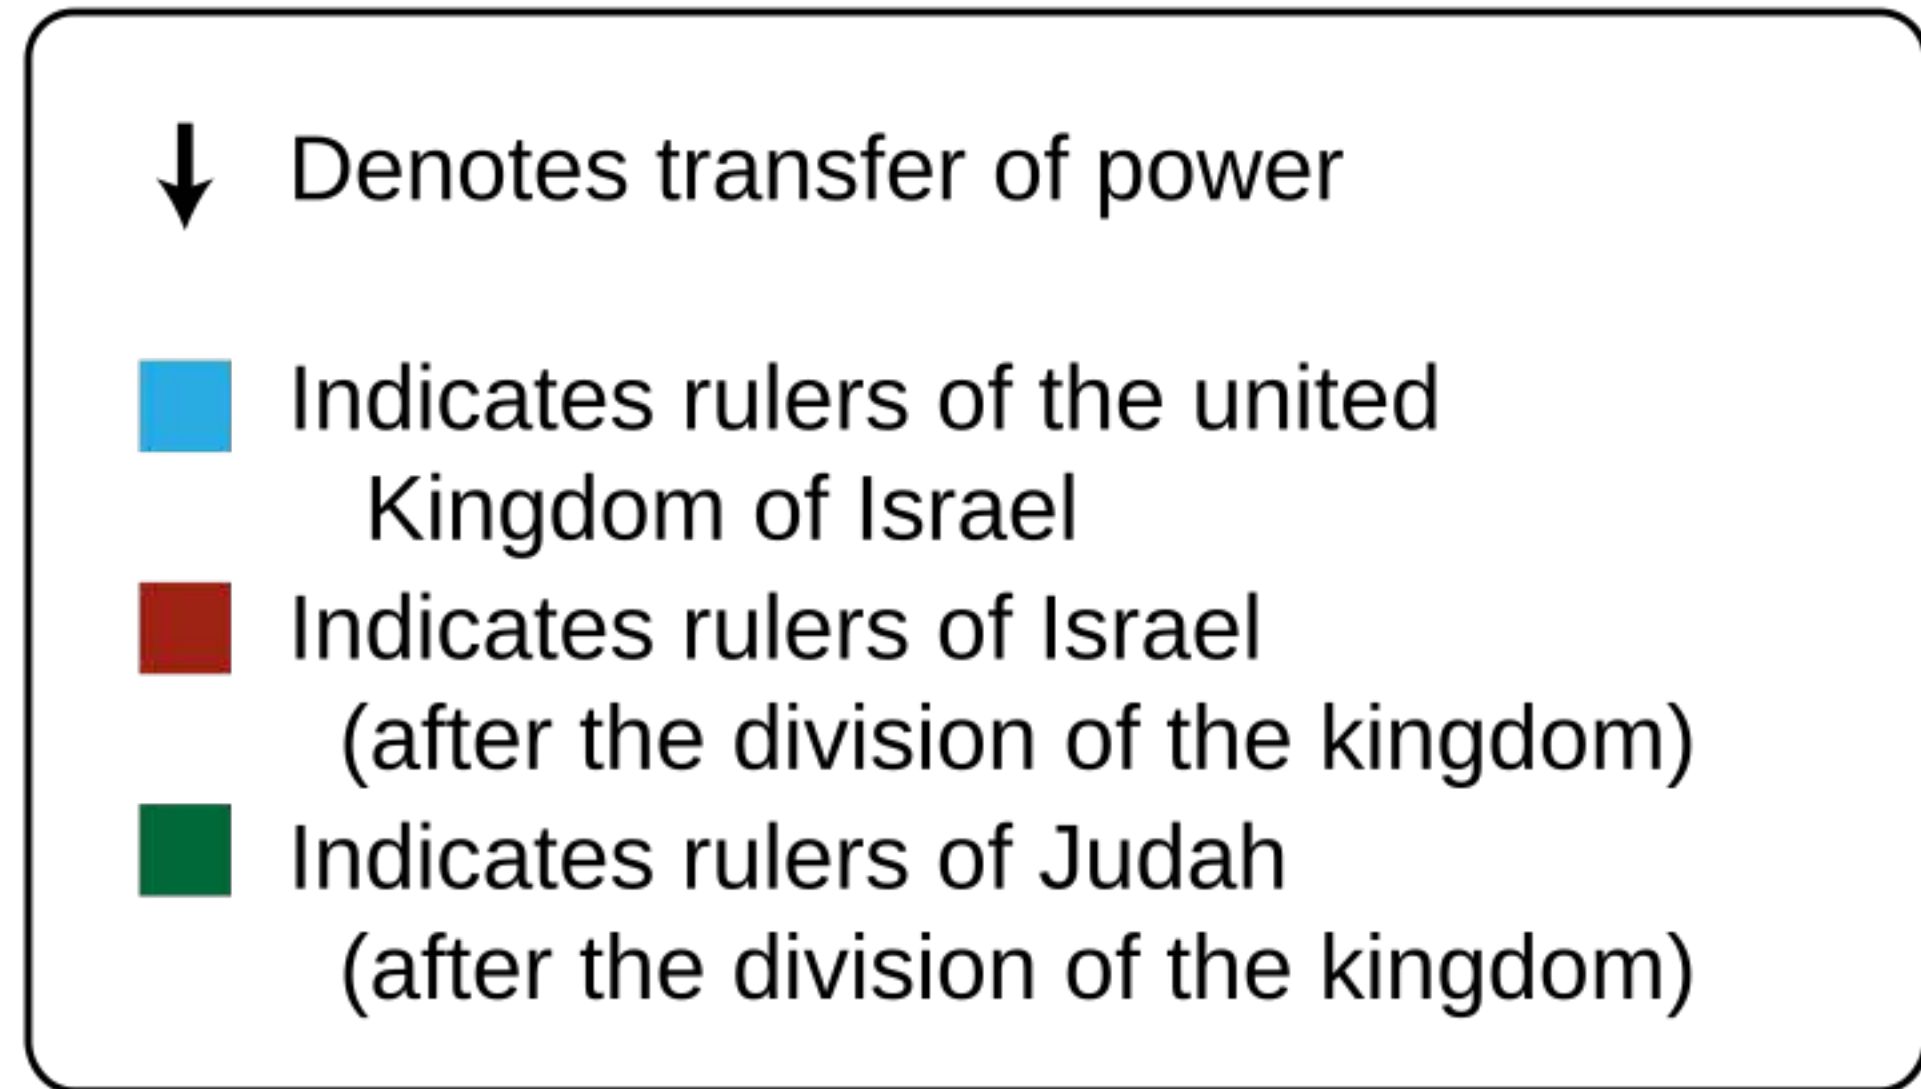 Denotes transfer of power
Indicates rulers of the united
Kingdom of Israel
Indicates rulers of Israel
(after the division of the kingdom)
Indicates rulers of Judah
(after the division of the kingdom)